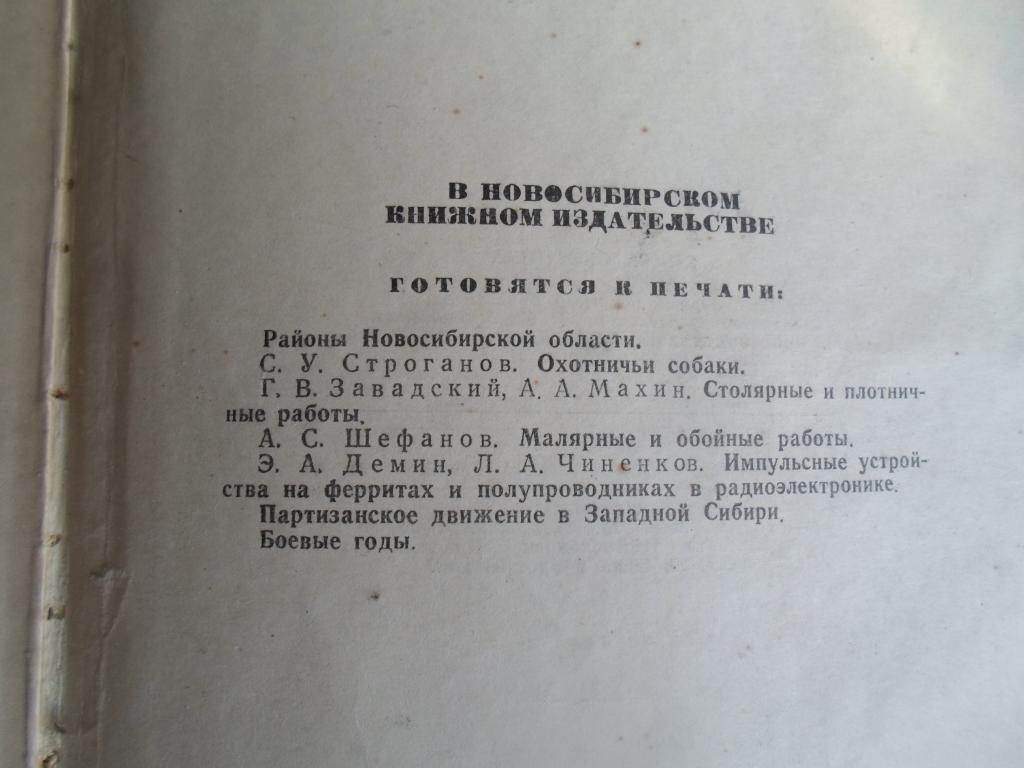 В НОВОСИБИРСКОМ
КНИЖНОМ ИЗДАТЕЛЬСТВЕ
ГОТОВЯТСЯ К ПЕЧАТИ:
Районы Новосибирской области.
С. У. Строганов. Охотничьи собаки.
Г. В. Завадский, А. А. Махин. Столярные и плотнич-
ные работы.
А. С. Шефанов. Малярные и обойные работы.
Э. А. Демин, Л. А. Чиненков. Импульсные устрой-
ства на ферритах и полупроводниках в радиоэлектронике.
Партизанское движение в Западной Сибири.
Боевые годы.